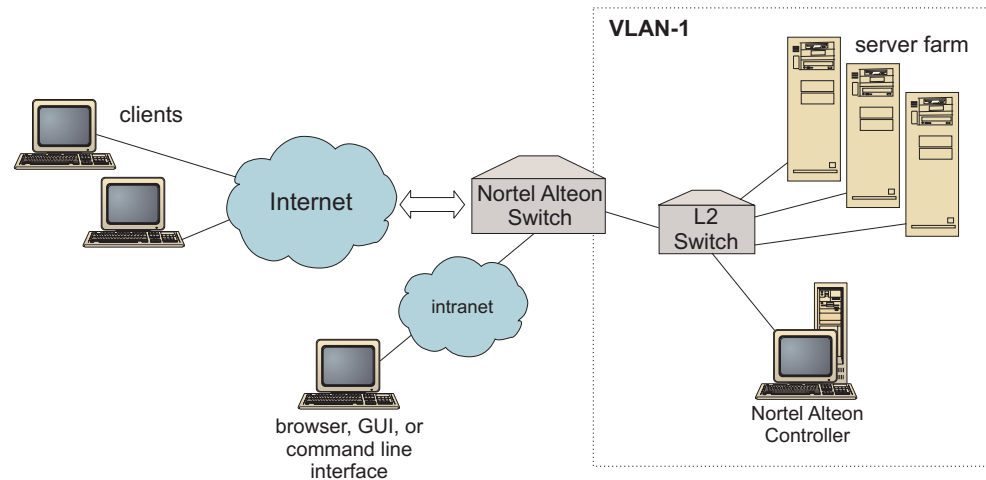 VLAN-1
server farm
clients
Internet
Nortel Alteon
Switch
L2
Switch
intranet
browser, GUI, or
command line
interface
Nortel Alteon
Controller